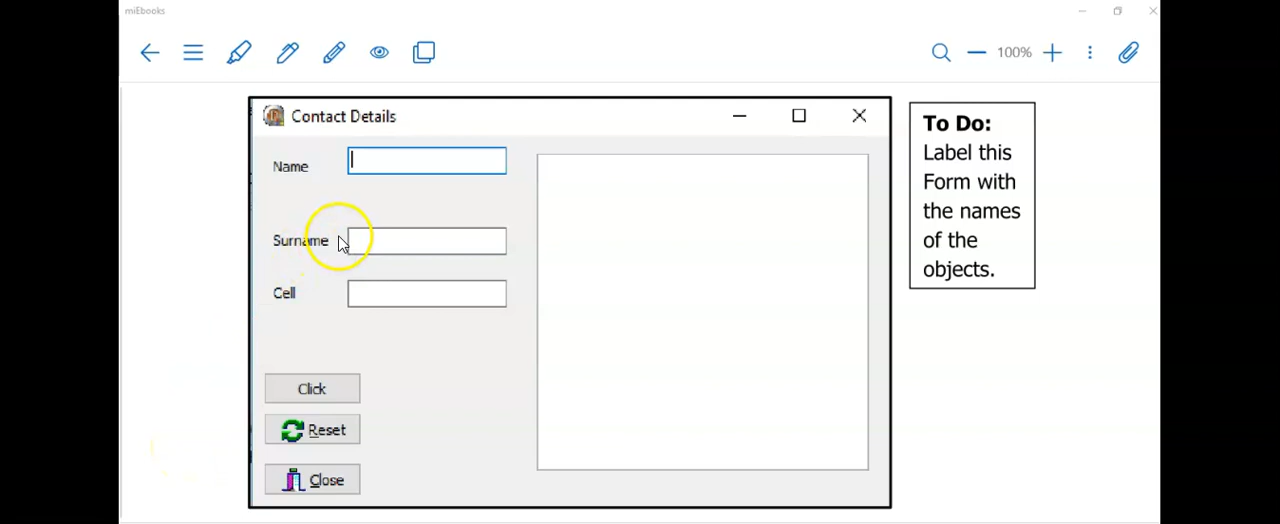 miEbooks
100%
Contact Details
Name
Surname
Cell
Click
Reset
Close
To Do:
Label this
Form with
the names
of the
objects.